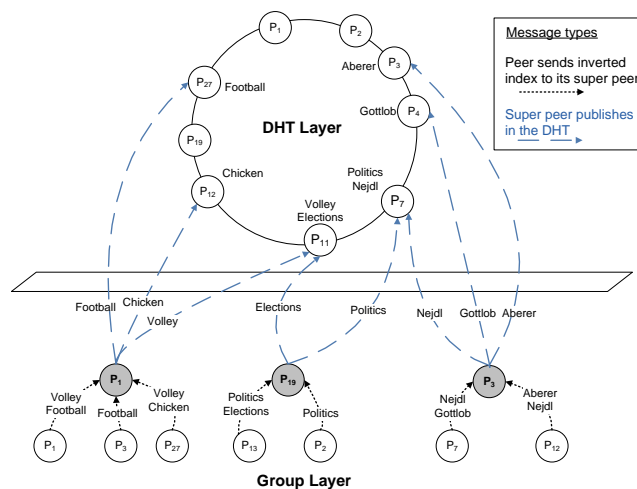 Message types
Peer sends inverted
index to its super peer
Super peer publishes
in the DHT
P1
P2
P3
Aberer
P27
Football
P4
Gottlob
DHT Layer
P19
Chicken
P12
Politics
Nejdl
P7
Volley
Elections
P11
Football
Chicken
Volley
Elections
Politics
Nejdl
Gottlob
Aberer
P1
P19
P3
Volley
Football
Football
Volley
Chicken
Politics
Elections
Politics
Nejdl
Gottlob
Aberer
Nejdl
P1
P3
P27
P13
P2
P7
P12
Group Layer